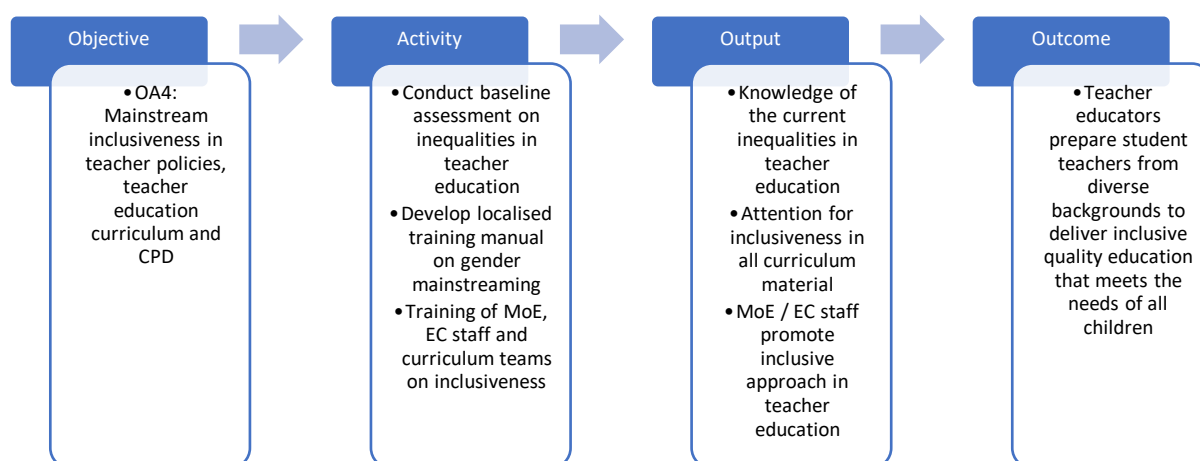 Objective
•OA4:
Mainstream
inclusiveness in
teacher policies,
teacher
education
curriculum and
CPD
Activity
•Conduct baseline
assessment on
inequalities in
teacher
education
•Develop localised
training manual
on gender
mainstreaming
•Training of MoE,
EC staff and
curriculum teams
on inclusiveness
Output
•Knowledge of
the current
inequalities in
teacher
education
•Attention for
inclusiveness in
all curriculum
material
•MoE / EC staff
promote
inclusive
approach in
teacher
education
Outcome
•Teacher
educators
prepare student
teachers from
diverse
backgrounds to
deliver inclusive
quality education
that meets the
needs of all
children